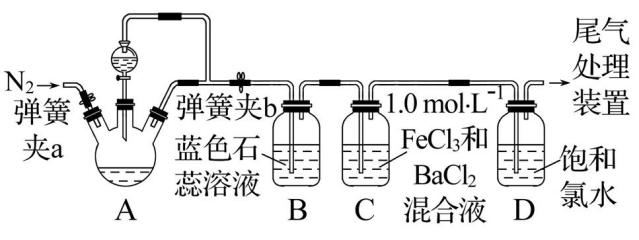 N₂→
弹簧
夹a
A
弹簧夹b
蓝色石
蕊溶液
B
C
1.0 mol·L⁻¹
FeCl₃和
BaCl₂
混合液
D
饱和
氯水
尾气
处理
装置